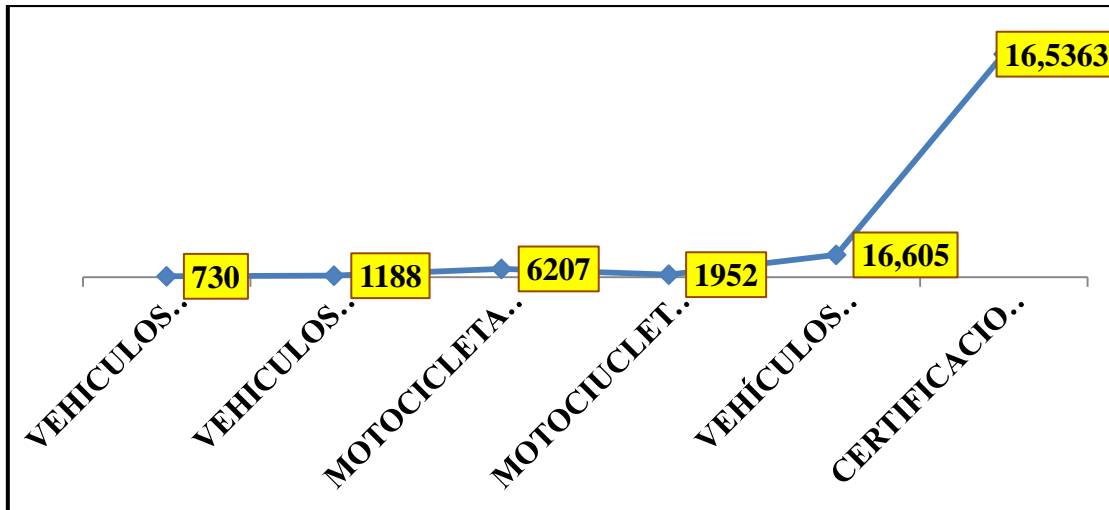 16,5363
730
1188
6207
1952
16,605
VEHICULOS..
VEHICULOS..
MOTOCICLETA..
MOTOCIUCLET..
VEHÍCULOS..
CERTIFICACIO..